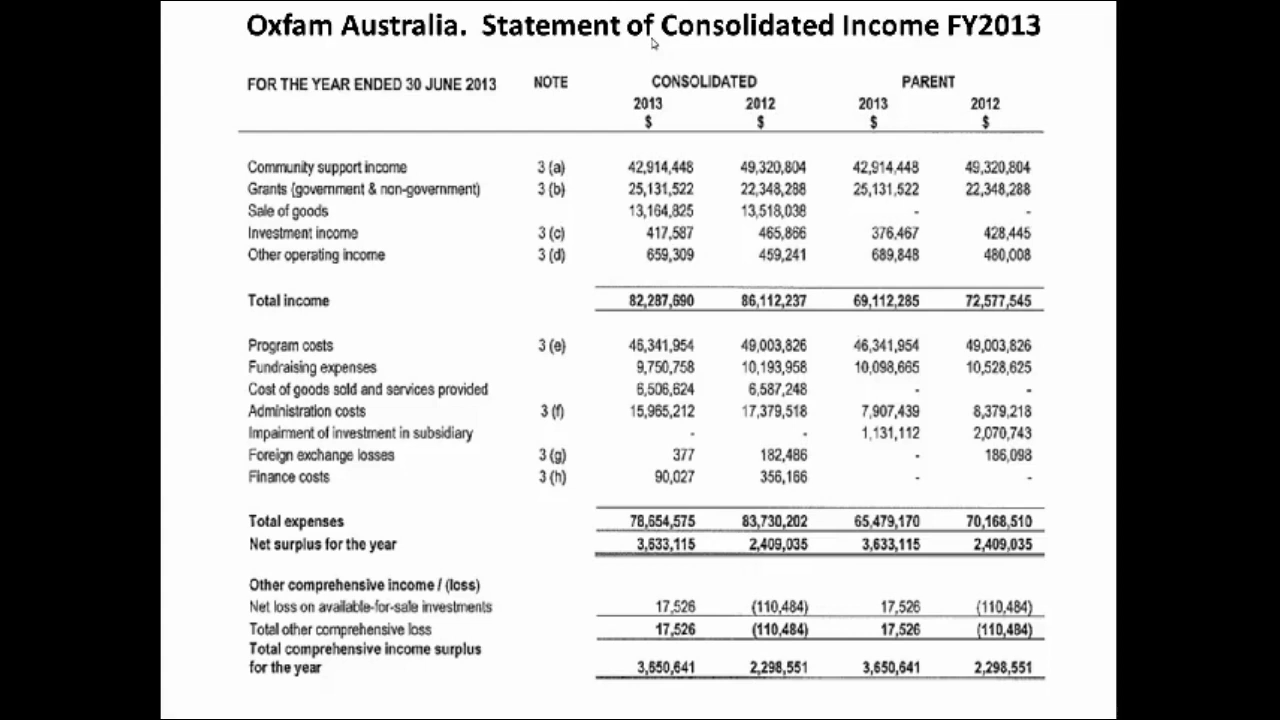 Oxfam Australia. Statement of Consolidated Income FY2013
FOR THE YEAR ENDED 30 JUNE 2013 NOTE CONSOLIDATED PARENT
2013 2012 2013 2012
$ $ $ $
Community support income 3 (a) 42,914,448 49,320,804 42,914,448 49,320,804
Grants (government & non-government) 3 (b) 25,131,522 22,348,288 25,131,522 22,348,288
Sale of goods 13,164,825 13,518,038 - -
Investment income 3 (c) 417,587 465,866 376,467 428,445
Other operating income 3 (d) 659,309 459,241 689,848 480,008
Total income 82,287,690 86,112,237 69,112,285 72,577,545
Program costs 3 (e) 46,341,954 49,003,826 46,341,954 49,003,826
Fundraising expenses 9,750,758 10,193,958 10,098,665 10,528,625
Cost of goods sold and services provided 6,506,624 6,587,248 - -
Administration costs 3 (f) 15,965,212 17,379,518 7,907,439 8,379,218
Impairment of investment in subsidiary - - 1,131,112 2,070,743
Foreign exchange losses 3 (g) 377 182,486 - 186,098
Finance costs 3 (h) 90,027 356,166 - -
Total expenses 78,654,575 83,730,202 65,479,170 70,168,510
Net surplus for the year 3,633,115 2,409,035 3,633,115 2,409,035
Other comprehensive income / (loss)
Net loss on available-for-sale investments 17,526 (110,484) 17,526 (110,484)
Total other comprehensive loss 17,526 (110,484) 17,526 (110,484)
Total comprehensive income surplus
for the year 3,650,641 2,298,551 3,650,641 2,298,551